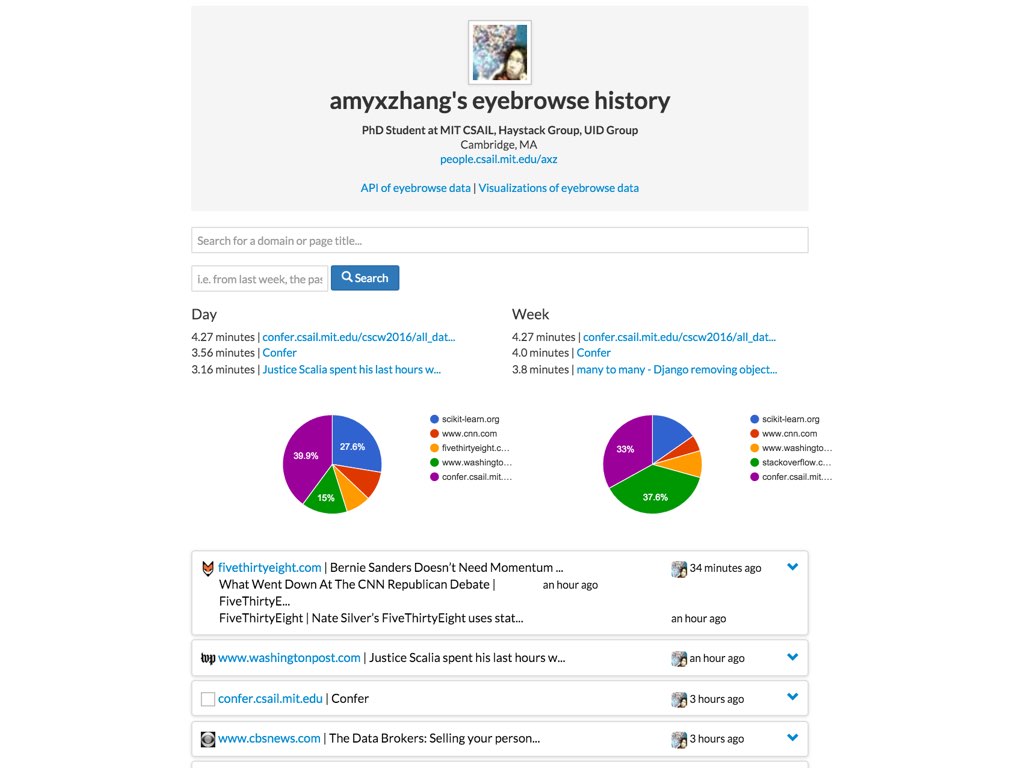 amyxzhang's eyebrowse history
PhD Student at MIT CSAIL, Haystack Group, UID Group
Cambridge, MA
people.csail.mit.edu/axz
API of eyebrowse data | Visualizations of eyebrowse data
Search for a domain or page title...
i.e. from last week, the pas
Search
Day
4.27 minutes | confer.csail.mit.edu/cscw2016/all_dat...
3.56 minutes | Confer
3.16 minutes | Justice Scalia spent his last hours w...
Week
4.27 minutes | confer.csail.mit.edu/cscw2016/all_dat...
4.0 minutes | Confer
3.8 minutes | many to many - Django removing object...
39.9%
27.6%
15%
scikit-learn.org
www.cnn.com
fivethirtyeight.c...
www.washingto...
confer.csail.mit....
33%
37.6%
scikit-learn.org
www.cnn.com
www.washingto...
stackoverflow.c...
confer.csail.mit....
fivethirtyeight.com | Bernie Sanders Doesn't Need Momentum ... 34 minutes ago
What Went Down At The CNN Republican Debate | an hour ago
FiveThirtyE...
FiveThirtyEight | Nate Silver's FiveThirtyEight uses stat... an hour ago
wp www.washingtonpost.com | Justice Scalia spent his last hours w... an hour ago
confer.csail.mit.edu | Confer 3 hours ago
www.cbsnews.com | The Data Brokers: Selling your person... 3 hours ago